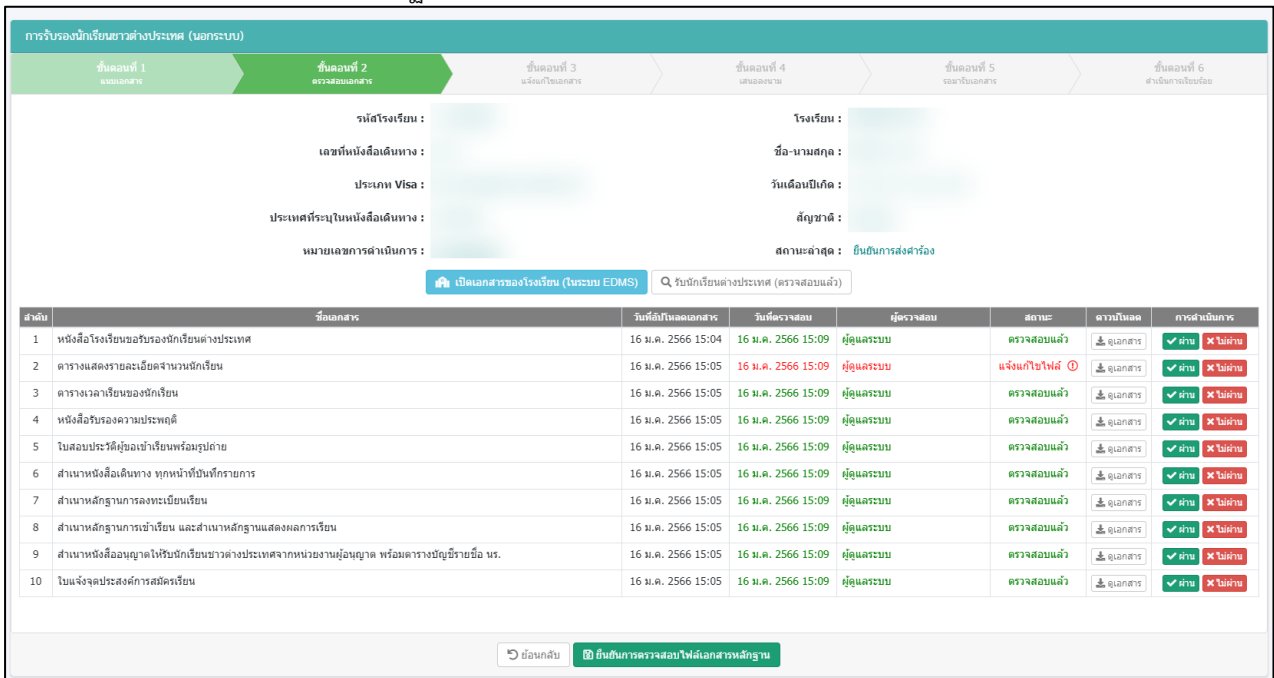 การรับรองนักเรียนชาวต่างประเทศ (นอกระบบ)
ขั้นตอนที่ 1 ขั้นตอนที่ 2 ขั้นตอนที่ 3 ขั้นตอนที่ 4 ขั้นตอนที่ 5 ขั้นตอนที่ 6
แนบเอกสาร ตรวจสอบเอกสาร แจ้งแก้ไขเอกสาร เสนอลงนาม รอมารับเอกสาร ดำเนินการเรียบร้อย
รหัสโรงเรียน : โรงเรียน :
เลขที่หนังสือเดินทาง : ชื่อ-นามสกุล :
ประเภท Visa : วันเดือนปีเกิด :
ประเทศที่ระบุในหนังสือเดินทาง : สัญชาติ :
หมายเลขการดำเนินการ : สถานะล่าสุด : ยืนยันการส่งคำร้อง
เปิดเอกสารของโรงเรียน (ในระบบ EDMS) รับนักเรียนต่างประเทศ (ตรวจสอบแล้ว)
ลำดับ ชื่อเอกสาร วันที่อัปโหลดเอกสาร วันที่ตรวจสอบ ผู้ตรวจสอบ สถานะ ดาวน์โหลด การดำเนินการ
1 หนังสือโรงเรียนขอรับรองนักเรียนต่างประเทศ 16 ม.ค. 2566 15:04 16 ม.ค. 2566 15:09 ผู้ดูแลระบบ ตรวจสอบแล้ว ดูเอกสาร ผ่าน ไม่ผ่าน
2 ตารางแสดงรายละเอียดจำนวนนักเรียน 16 ม.ค. 2566 15:05 16 ม.ค. 2566 15:09 ผู้ดูแลระบบ แจ้งแก้ไขไฟล์ ดูเอกสาร ผ่าน ไม่ผ่าน
3 ตารางเวลาเรียนของนักเรียน 16 ม.ค. 2566 15:05 16 ม.ค. 2566 15:09 ผู้ดูแลระบบ ตรวจสอบแล้ว ดูเอกสาร ผ่าน ไม่ผ่าน
4 หนังสือรับรองความประพฤติ 16 ม.ค. 2566 15:05 16 ม.ค. 2566 15:09 ผู้ดูแลระบบ ตรวจสอบแล้ว ดูเอกสาร ผ่าน ไม่ผ่าน
5 ใบสอบประวัติผู้ขอเข้าเรียนพร้อมรูปถ่าย 16 ม.ค. 2566 15:05 16 ม.ค. 2566 15:09 ผู้ดูแลระบบ ตรวจสอบแล้ว ดูเอกสาร ผ่าน ไม่ผ่าน
6 สำเนาหนังสือเดินทาง ทุกหน้าที่บันทึกรายการ 16 ม.ค. 2566 15:05 16 ม.ค. 2566 15:09 ผู้ดูแลระบบ ตรวจสอบแล้ว ดูเอกสาร ผ่าน ไม่ผ่าน
7 สำเนาหลักฐานการลงทะเบียนเรียน 16 ม.ค. 2566 15:05 16 ม.ค. 2566 15:09 ผู้ดูแลระบบ ตรวจสอบแล้ว ดูเอกสาร ผ่าน ไม่ผ่าน
8 สำเนาหลักฐานการเข้าเรียน และสำเนาหลักฐานแสดงผลการเรียน 16 ม.ค. 2566 15:05 16 ม.ค. 2566 15:09 ผู้ดูแลระบบ ตรวจสอบแล้ว ดูเอกสาร ผ่าน ไม่ผ่าน
9 สำเนาหนังสืออนุญาตให้รับนักเรียนชาวต่างประเทศจากหน่วยงานผู้อนุญาต พร้อมตารางบัญชีรายชื่อ นร. 16 ม.ค. 2566 15:05 16 ม.ค. 2566 15:09 ผู้ดูแลระบบ ตรวจสอบแล้ว ดูเอกสาร ผ่าน ไม่ผ่าน
10 ใบแจ้งจุดประสงค์การสมัครเรียน 16 ม.ค. 2566 15:05 16 ม.ค. 2566 15:09 ผู้ดูแลระบบ ตรวจสอบแล้ว ดูเอกสาร ผ่าน ไม่ผ่าน
ย้อนกลับ ยืนยันการตรวจสอบไฟล์เอกสารหลักฐาน